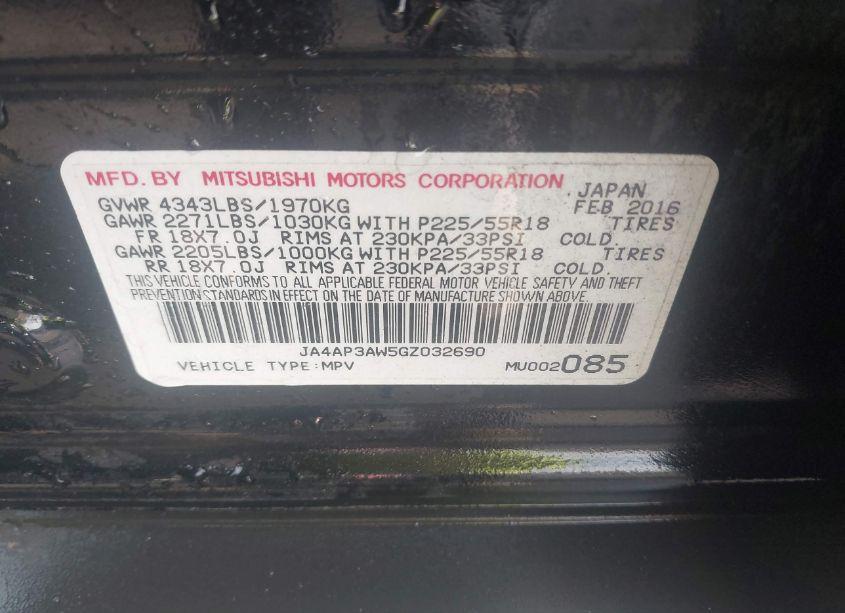 MFD. BY MITSUBISHI MOTORS CORPORATION JAPAN
GVWR 4343LBS/1970KG FEB 2016
GAWR 2271LBS/1030KG WITH P225/55R18 TIRES
FR 18X7.0J RIMS AT 230KPA/33PSI COLD.
GAWR 2205LBS/1000KG WITH P225/55R18 TIRES
RR 18X7.0J RIMS AT 230KPA/33PSI COLD.
THIS VEHICLE CONFORMS TO ALL APPLICABLE FEDERAL MOTOR VEHICLE SAFETY AND THEFT
PREVENTION STANDARDS IN EFFECT ON THE DATE OF MANUFACTURE SHOWN ABOVE.
JA4AP3AW5GZ032690
VEHICLE TYPE:MPV MU002085